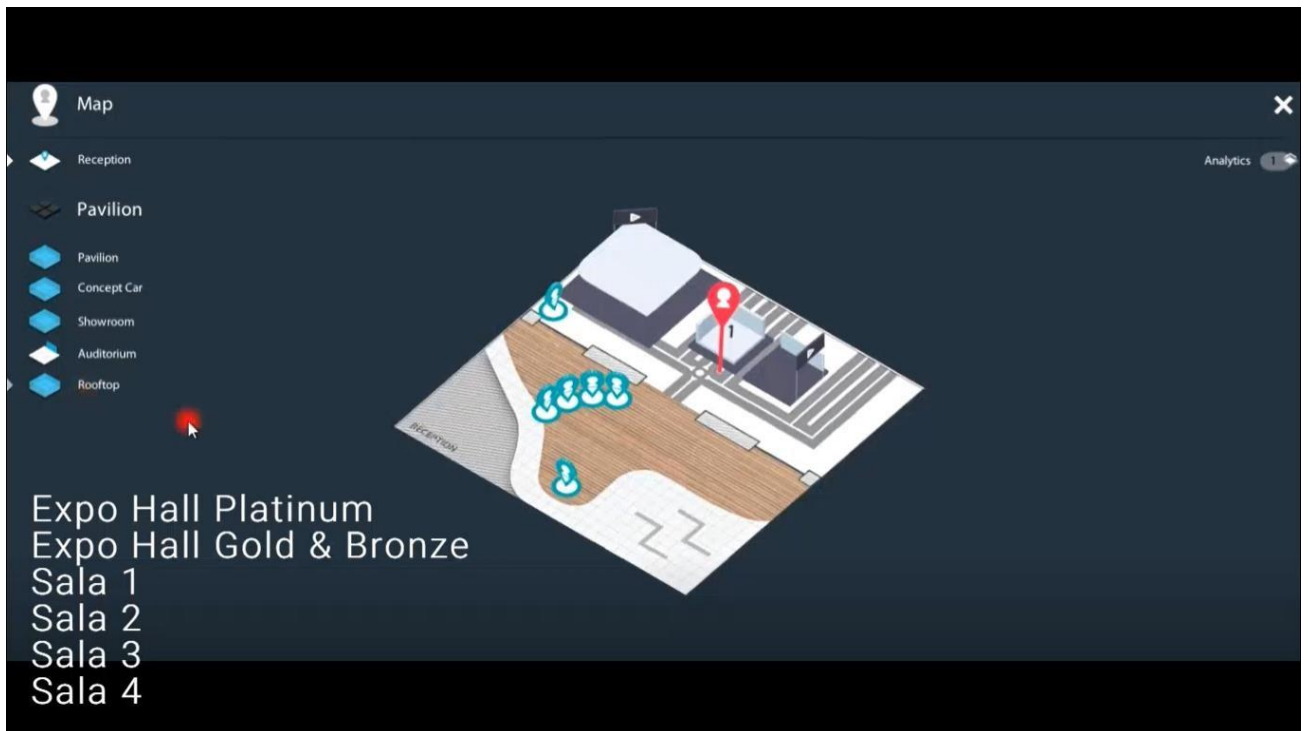 Map
Reception
Analytics 1
Pavilion
Pavilion
Concept Car
Showroom
Auditorium
Rooftop
1
RECEPTION
Expo Hall Platinum
Expo Hall Gold & Bronze
Sala 1
Sala 2
Sala 3
Sala 4